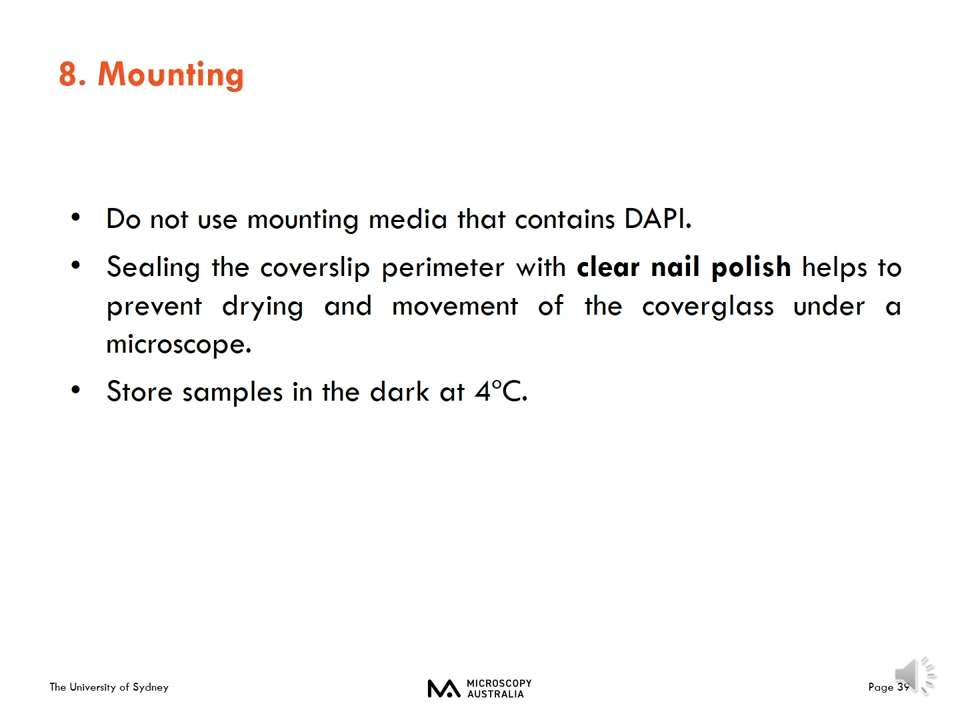 8. Mounting
• Do not use mounting media that contains DAPI.
• Sealing the coverslip perimeter with clear nail polish helps to
prevent drying and movement of the coverglass under a
microscope.
• Store samples in the dark at 4°C.
The University of Sydney
MICROSCOPY
AUSTRALIA
Page 39